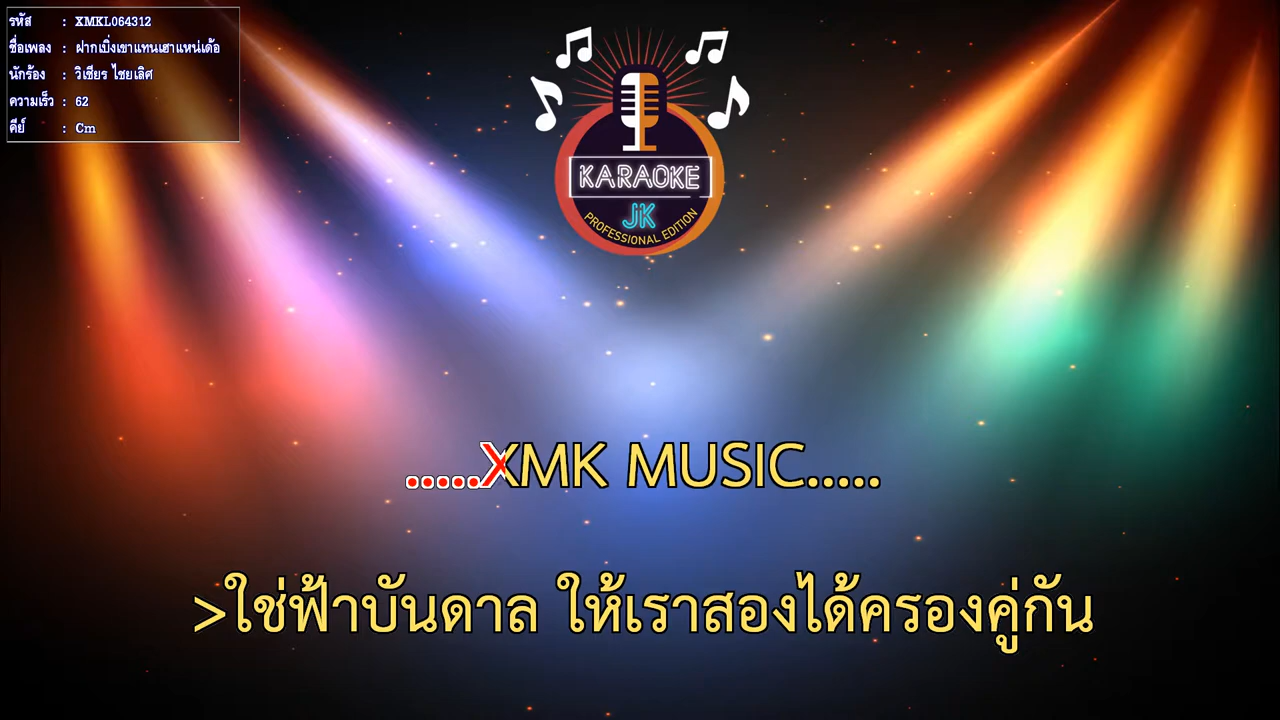 รหัส : XMKL064312
ชื่อเพลง : ฝากเบิ่งเขาแทนเฮาแหน่เด้อ
นักร้อง : วิเชียร ไชยเลิศ
ความเร็ว : 62
คีย์ : Cm
KARAOKE
JK
PROFESSIONAL EDITION
.....XMK MUSIC.....
>ใช่ฟ้าบันดาล ให้เราสองได้ครองคู่กัน